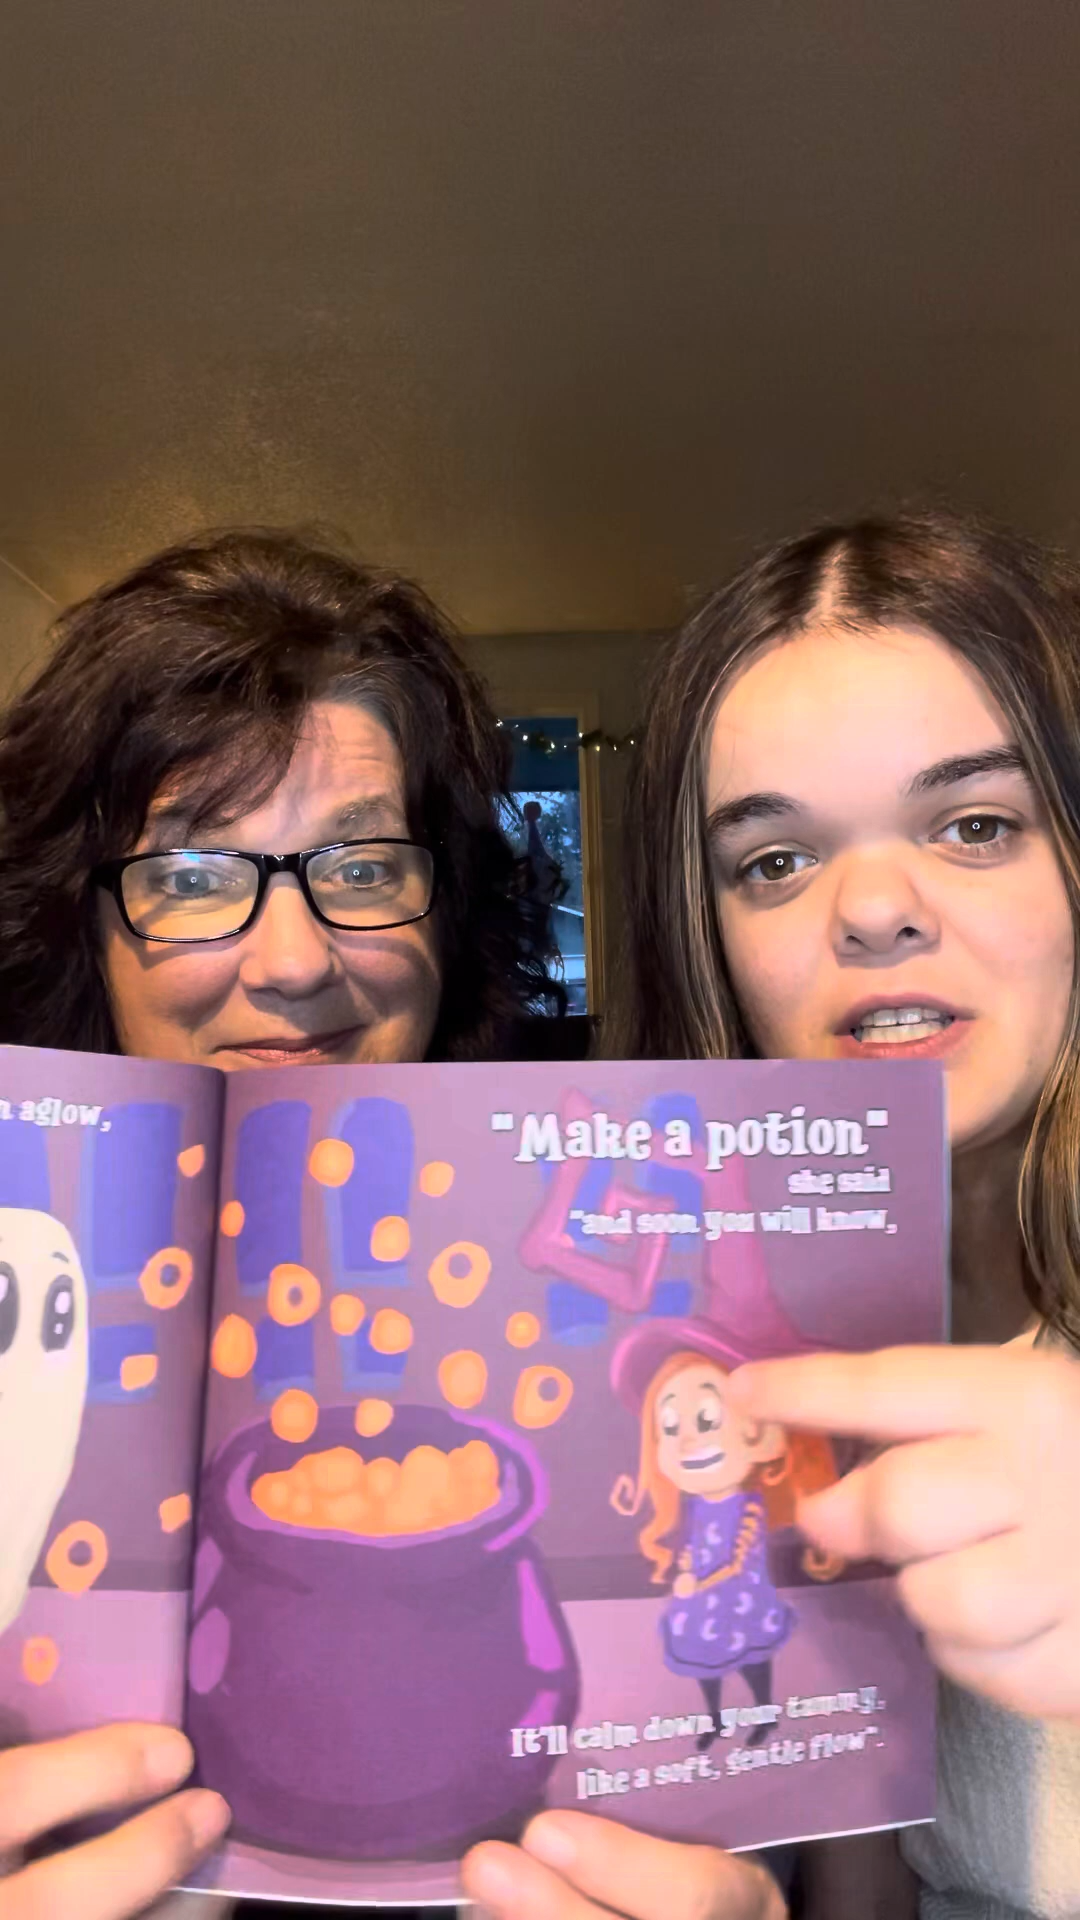 n aglow,
"Make a potion"
she said
"and soon you will know,
It'll calm down your tummy,
like a soft, gentle flow".